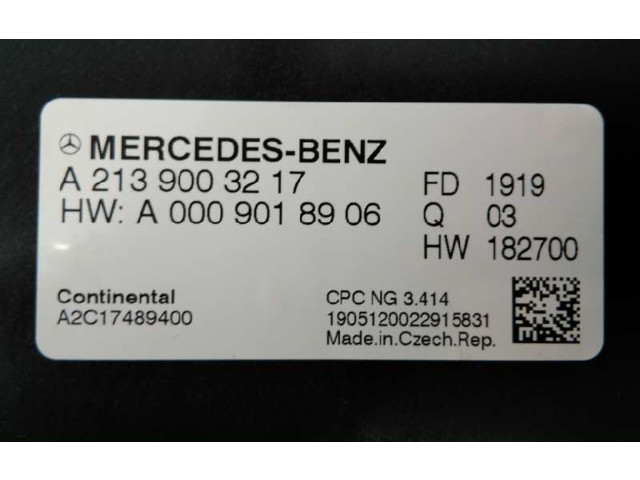 MERCEDES-BENZ
A 213 900 32 17
HW: A 000 901 89 06
FD 1919
Q 03
HW 182700
Continental
A2C17489400
CPC NG 3.414
1905120022915831
Made.in.Czech.Rep.